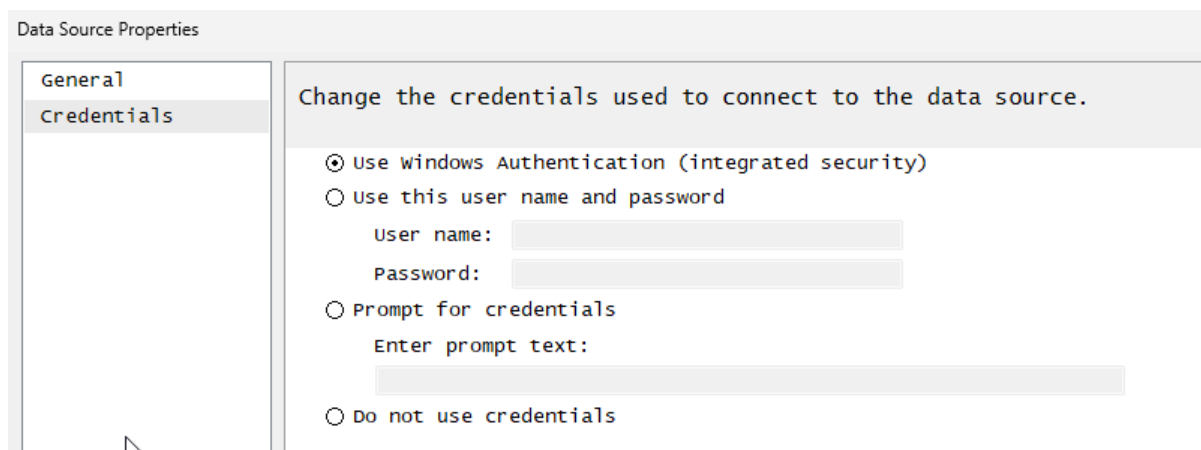 Data Source Properties
General
Credentials
Change the credentials used to connect to the data source.
Use Windows Authentication (integrated security)
Use this user name and password
User name:
Password:
Prompt for credentials
Enter prompt text:
Do not use credentials